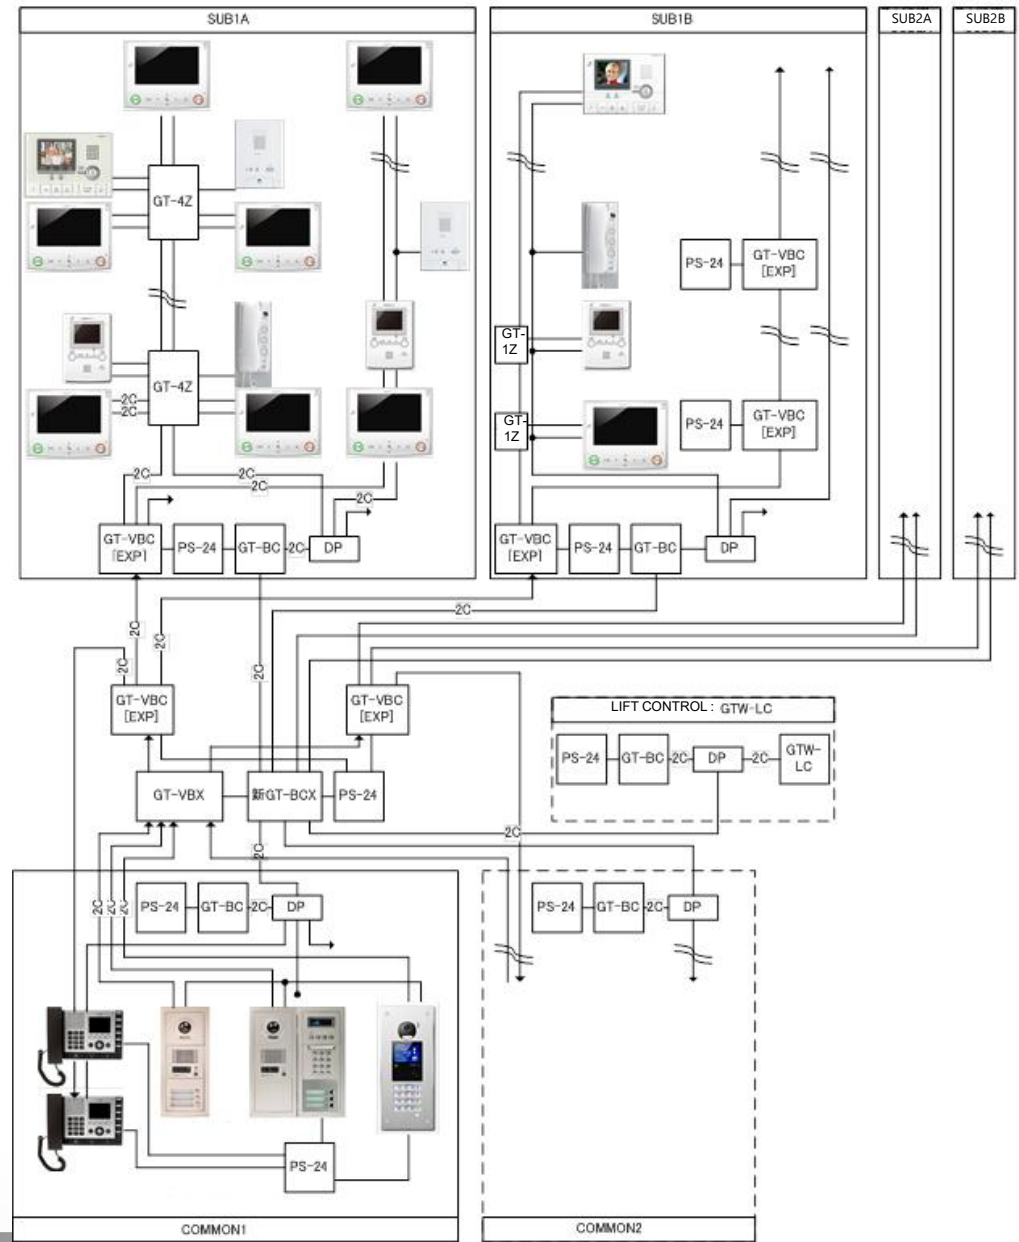 SUB1A
SUB1B
SUB2A
SUB2B
GT-4Z
GT-VBC
[EXP]
PS-24
GT-
1Z
GT-4Z
2C
2C
GT-
1Z
PS-24
GT-VBC
[EXP]
2C
2C
2C
2C
2C
GT-VBC
[EXP]
PS-24
GT-BC
2C
DP
GT-VBC
[EXP]
PS-24
GT-BC
DP
2C
2C
2C
2C
2C
GT-VBC
[EXP]
GT-VBC
[EXP]
LIFT CONTROL : GTW-LC
PS-24
GT-BC
2C
DP
2C
GTW-
LC
GT-VBX
新GT-BCX
PS-24
2C
2C
2C
2C
2C
PS-24
GT-BC
2C
DP
PS-24
GT-BC
2C
DP
PS-24
COMMON1
COMMON2